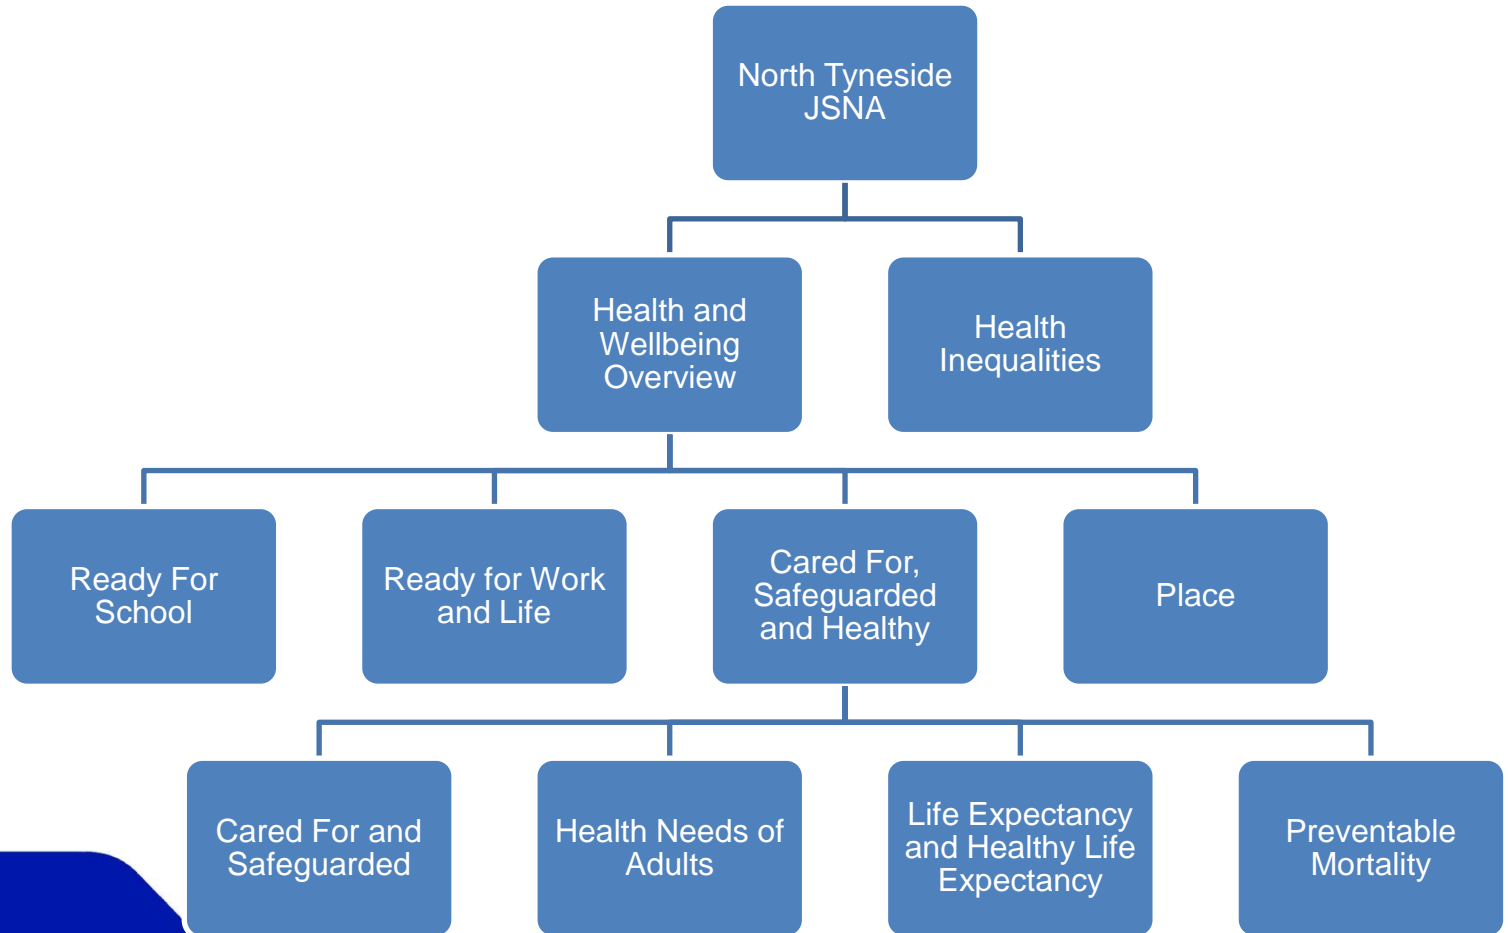 North Tyneside
JSNA
Health and
Wellbeing
Overview
Health
Inequalities
Ready For
School
Ready for Work
and Life
Cared For,
Safeguarded
and Healthy
Place
Cared For and
Safeguarded
Health Needs of
Adults
Life Expectancy
and Healthy Life
Expectancy
Preventable
Mortality